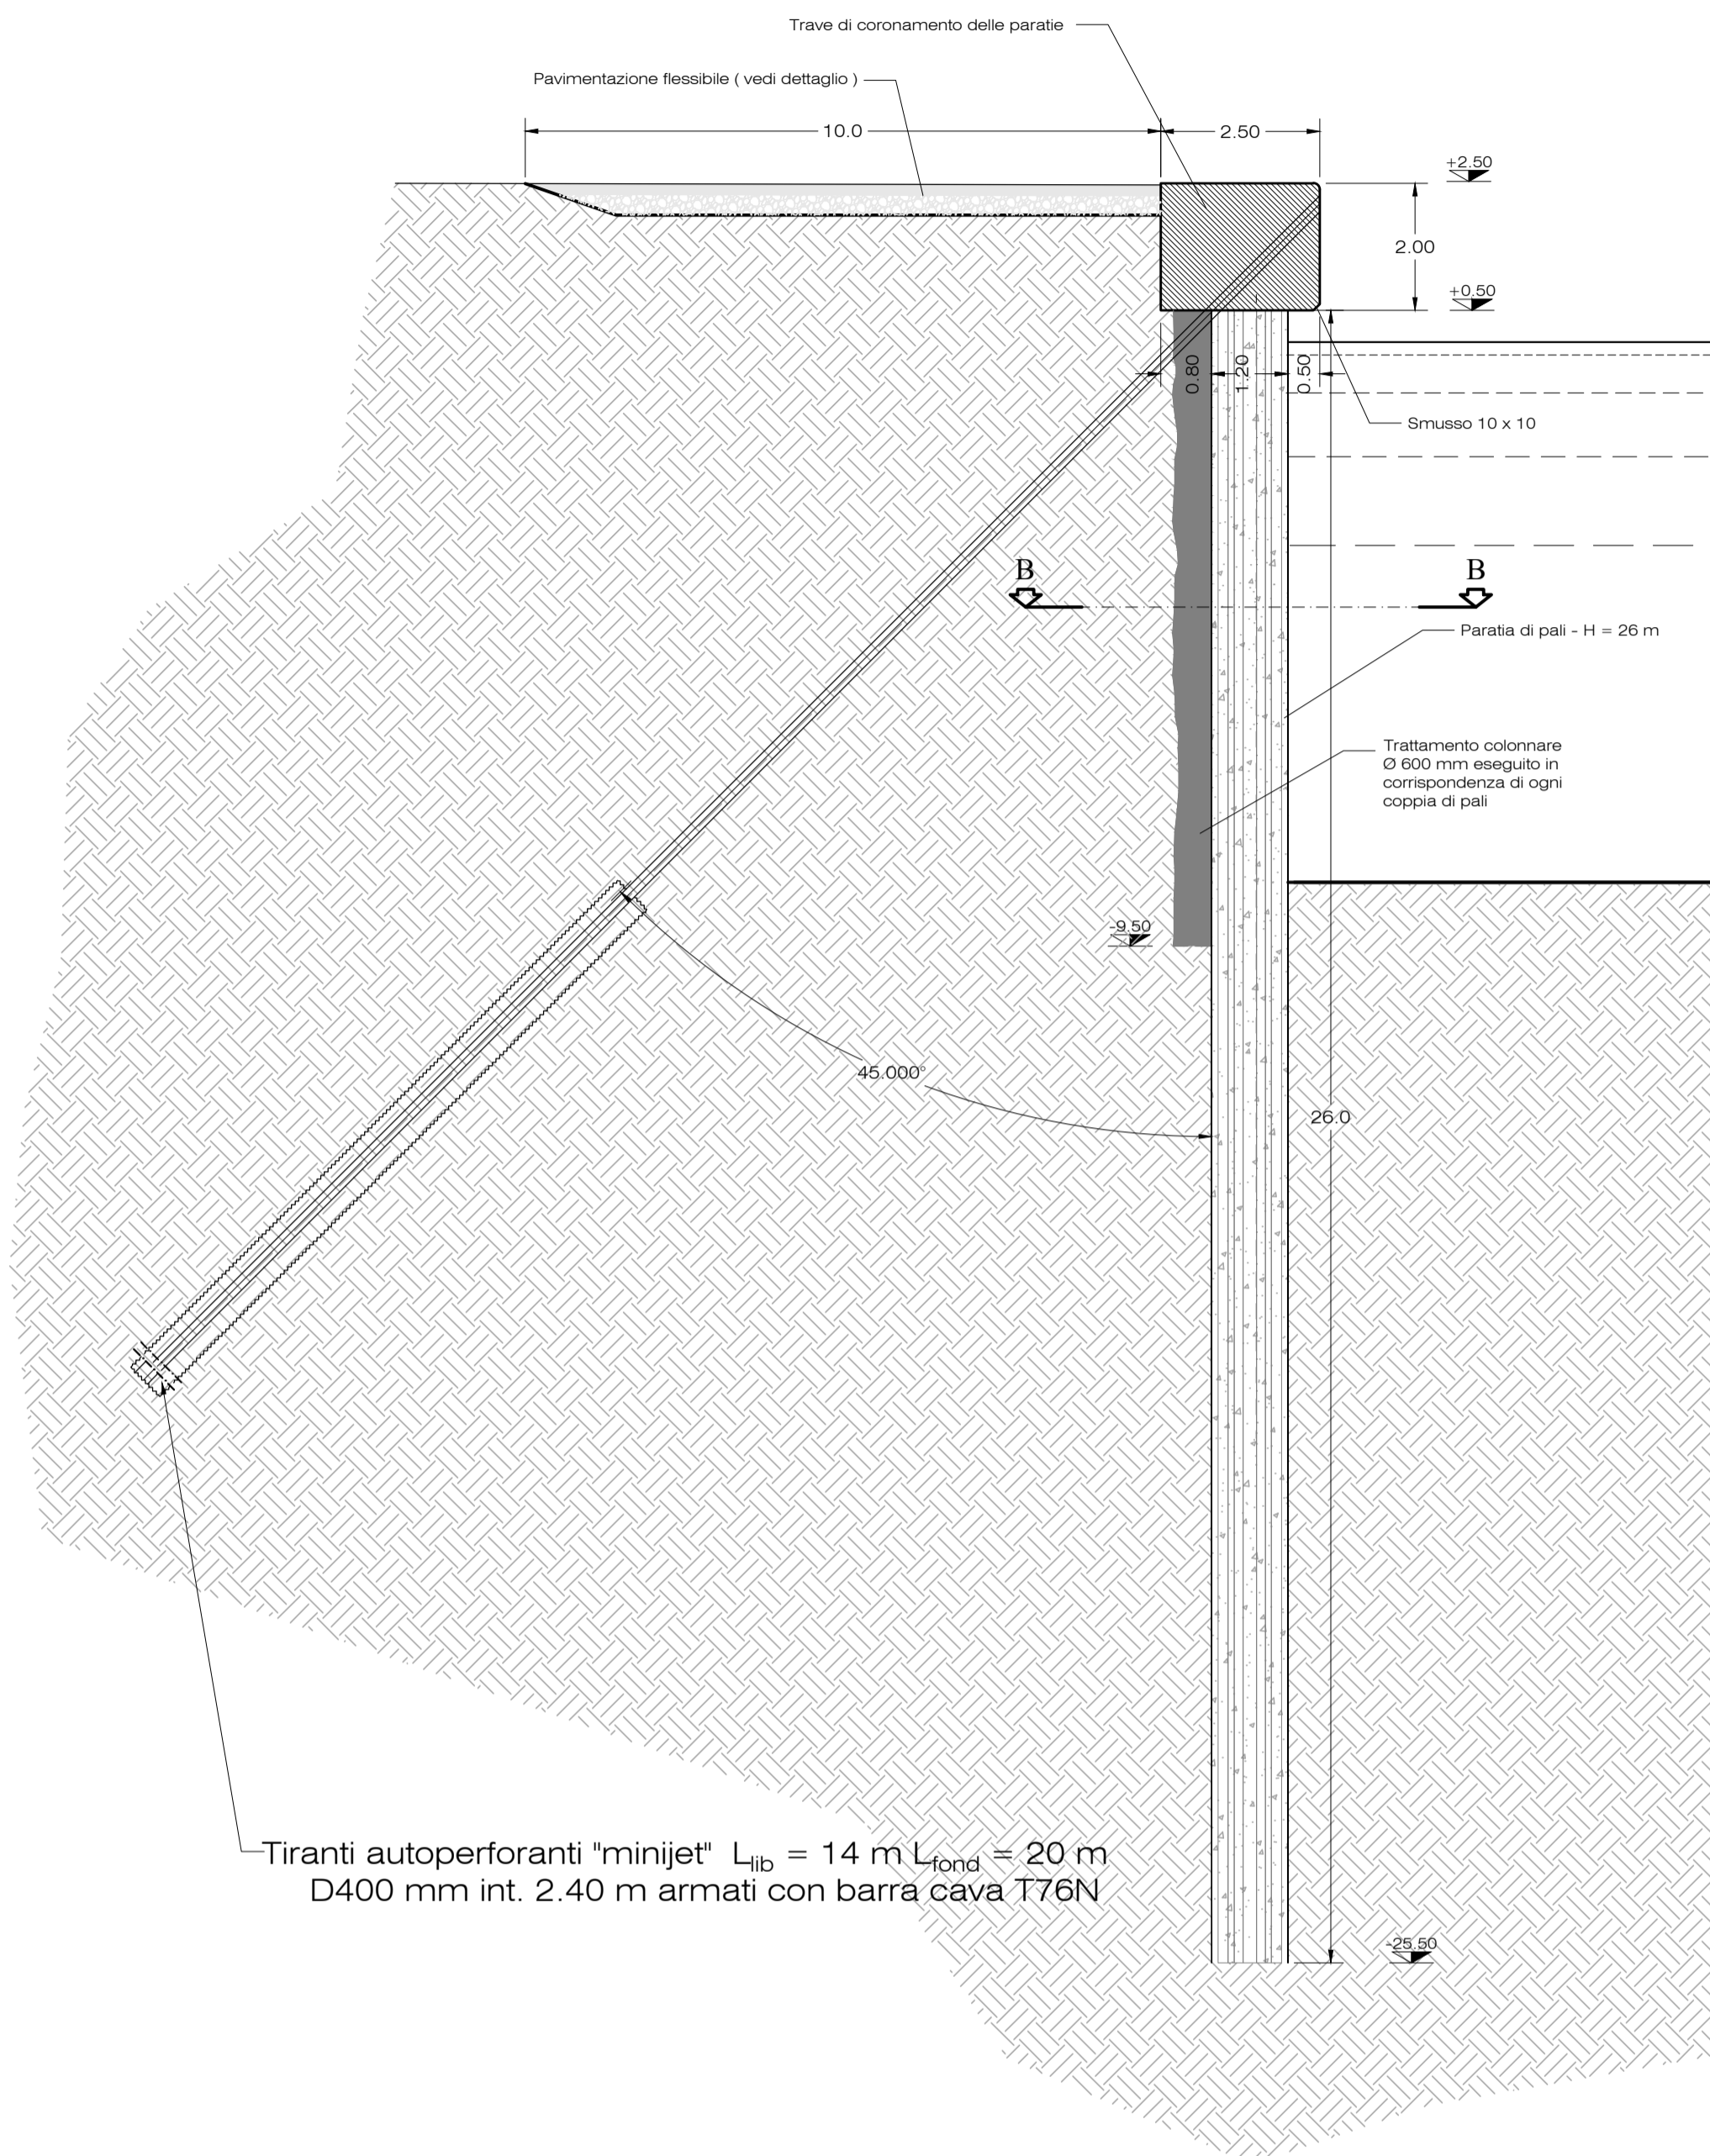 Trave di coronamento delle paratie
Pavimentazione flessibile ( vedi dettaglio )
10.0
2.50
+2.50
2.00
+0.50
0.80
1.20
0.50
Smusso 10 x 10
B
B
Paratia di pali - H = 26 m
Trattamento colonnare
Ø 600 mm eseguito in
corrispondenza di ogni
coppia di pali
-9.50
45.000°
26.0
Tiranti autoperforanti "minijet" Llib = 14 m Lfond = 20 m
D400 mm int. 2.40 m armati con barra cava T76N
-25.50